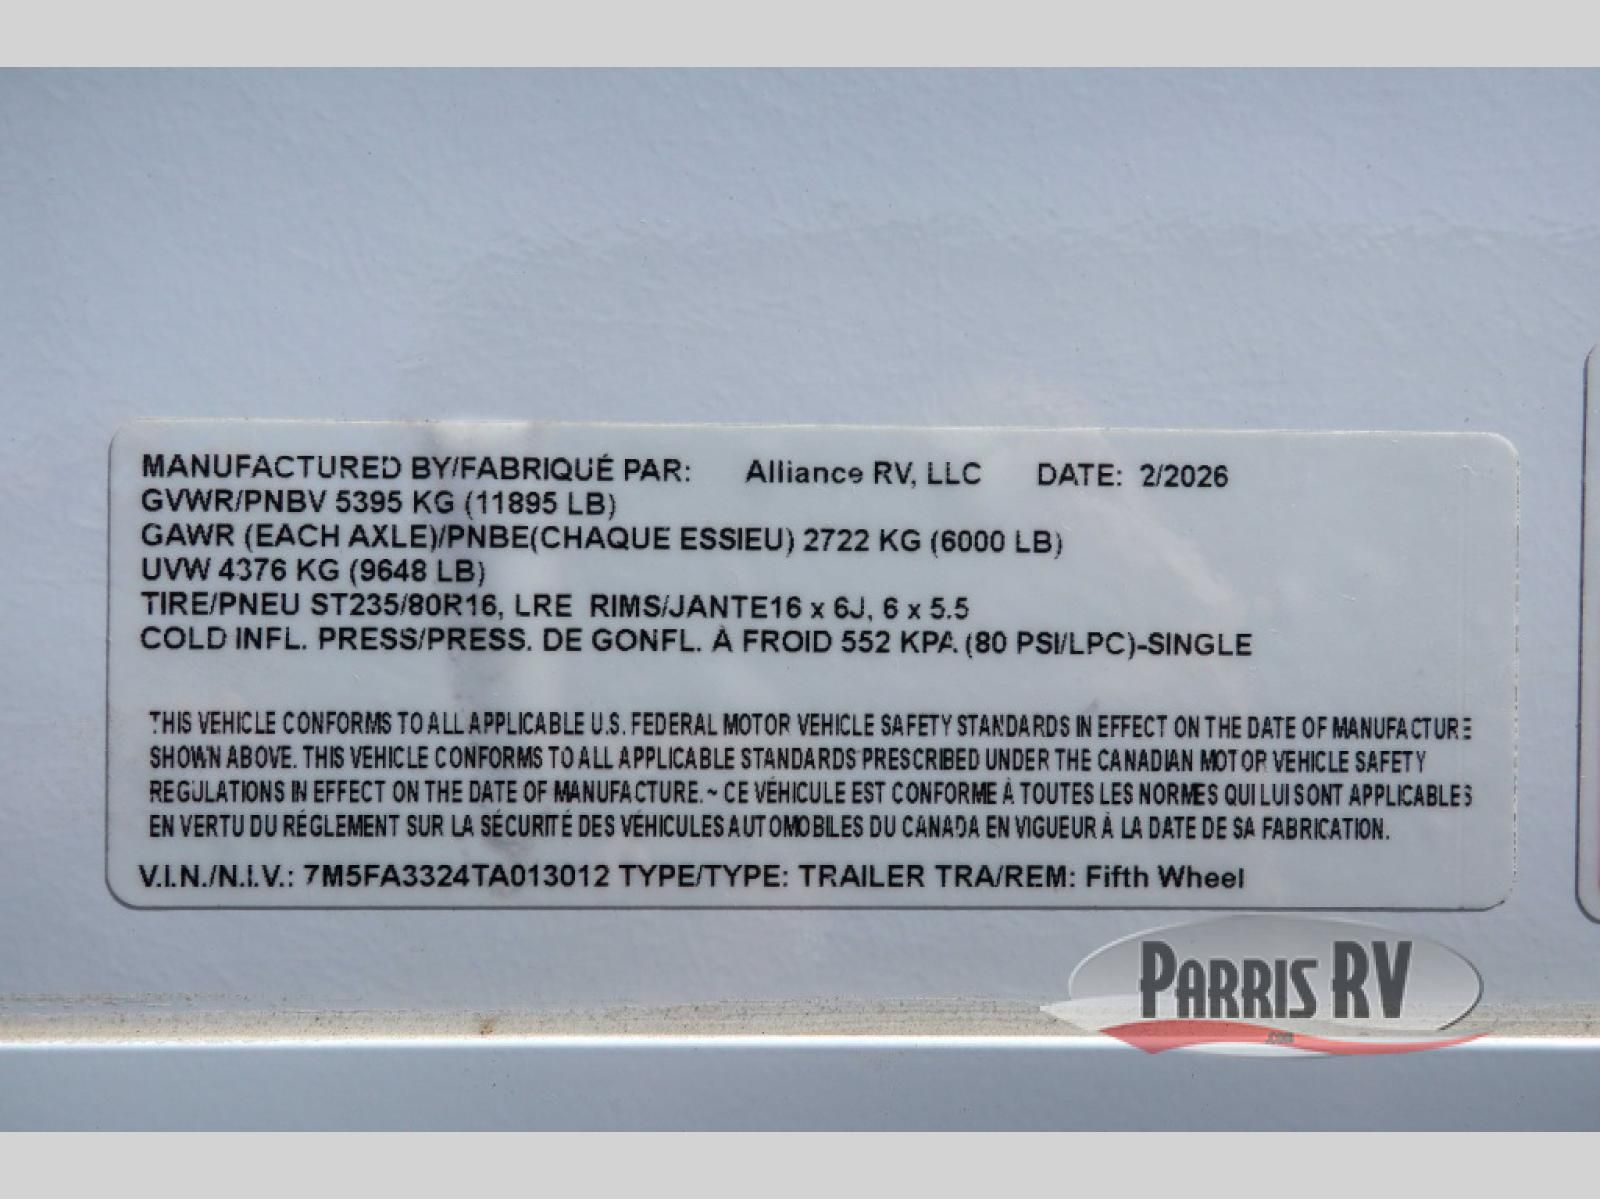 MANUFACTURED BY/FABRIQUÉ PAR: Alliance RV, LLC DATE: 2/2026
GVWR/PNBV 5395 KG (11895 LB)
GAWR (EACH AXLE)/PNBE(CHAQUE ESSIEU) 2722 KG (6000 LB)
UVW 4376 KG (9648 LB)
TIRE/PNEU ST235/80R16, LRE RIMS/JANTE16 x 6J, 6 x 5.5
COLD INFL. PRESS/PRESS. DE GONFL. À FROID 552 KPA (80 PSI/LPC)-SINGLE
THIS VEHICLE CONFORMS TO ALL APPLICABLE U.S. FEDERAL MOTOR VEHICLE SAFETY STANDARDS IN EFFECT ON THE DATE OF MANUFACTURE
SHOWN ABOVE. THIS VEHICLE CONFORMS TO ALL APPLICABLE STANDARDS PRESCRIBED UNDER THE CANADIAN MOTOR VEHICLE SAFETY
REGULATIONS IN EFFECT ON THE DATE OF MANUFACTURE. ~ CE VÉHICULE EST CONFORME À TOUTES LES NORMES QUI LUI SONT APPLICABLES
EN VERTU DU RÉGLEMENT SUR LA SÉCURITÉ DES VÉHICULES AUTOMOBILES DU CANADA EN VIGUEUR À LA DATE DE SA FABRICATION.
V.I.N./N.I.V.: 7M5FA3324TA013012 TYPE/TYPE: TRAILER TRA/REM: Fifth Wheel
PARRIS RV
.com